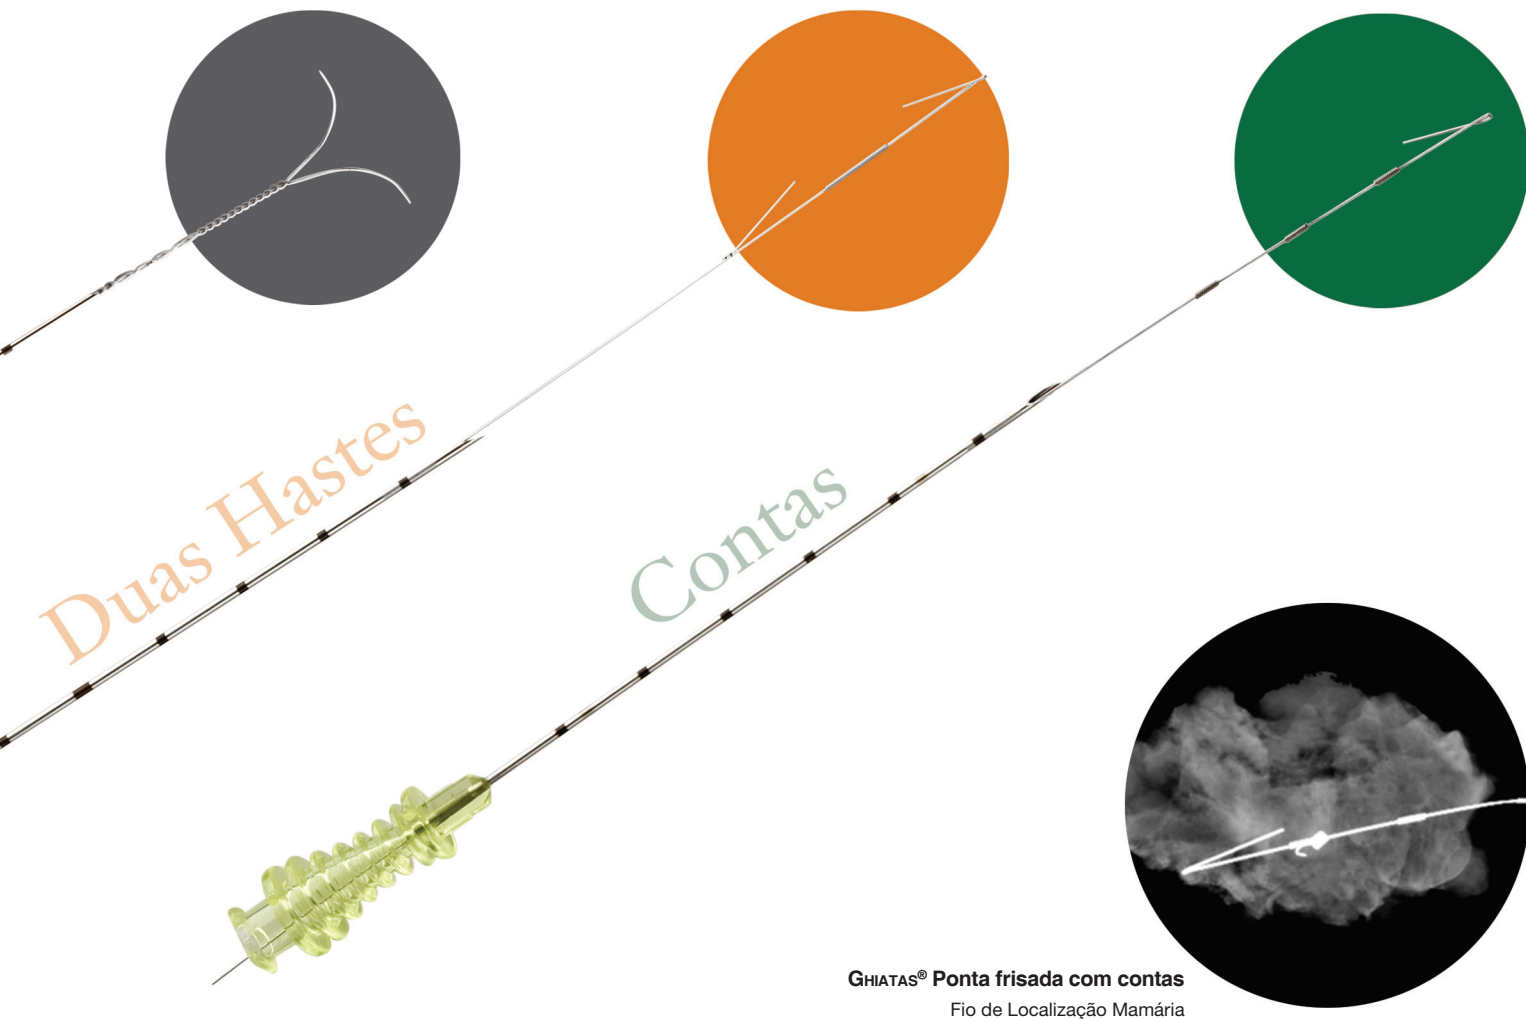 Duas Hastes
Contas
GHIATAS® Ponta frisada com contas
Fio de Localização Mamária